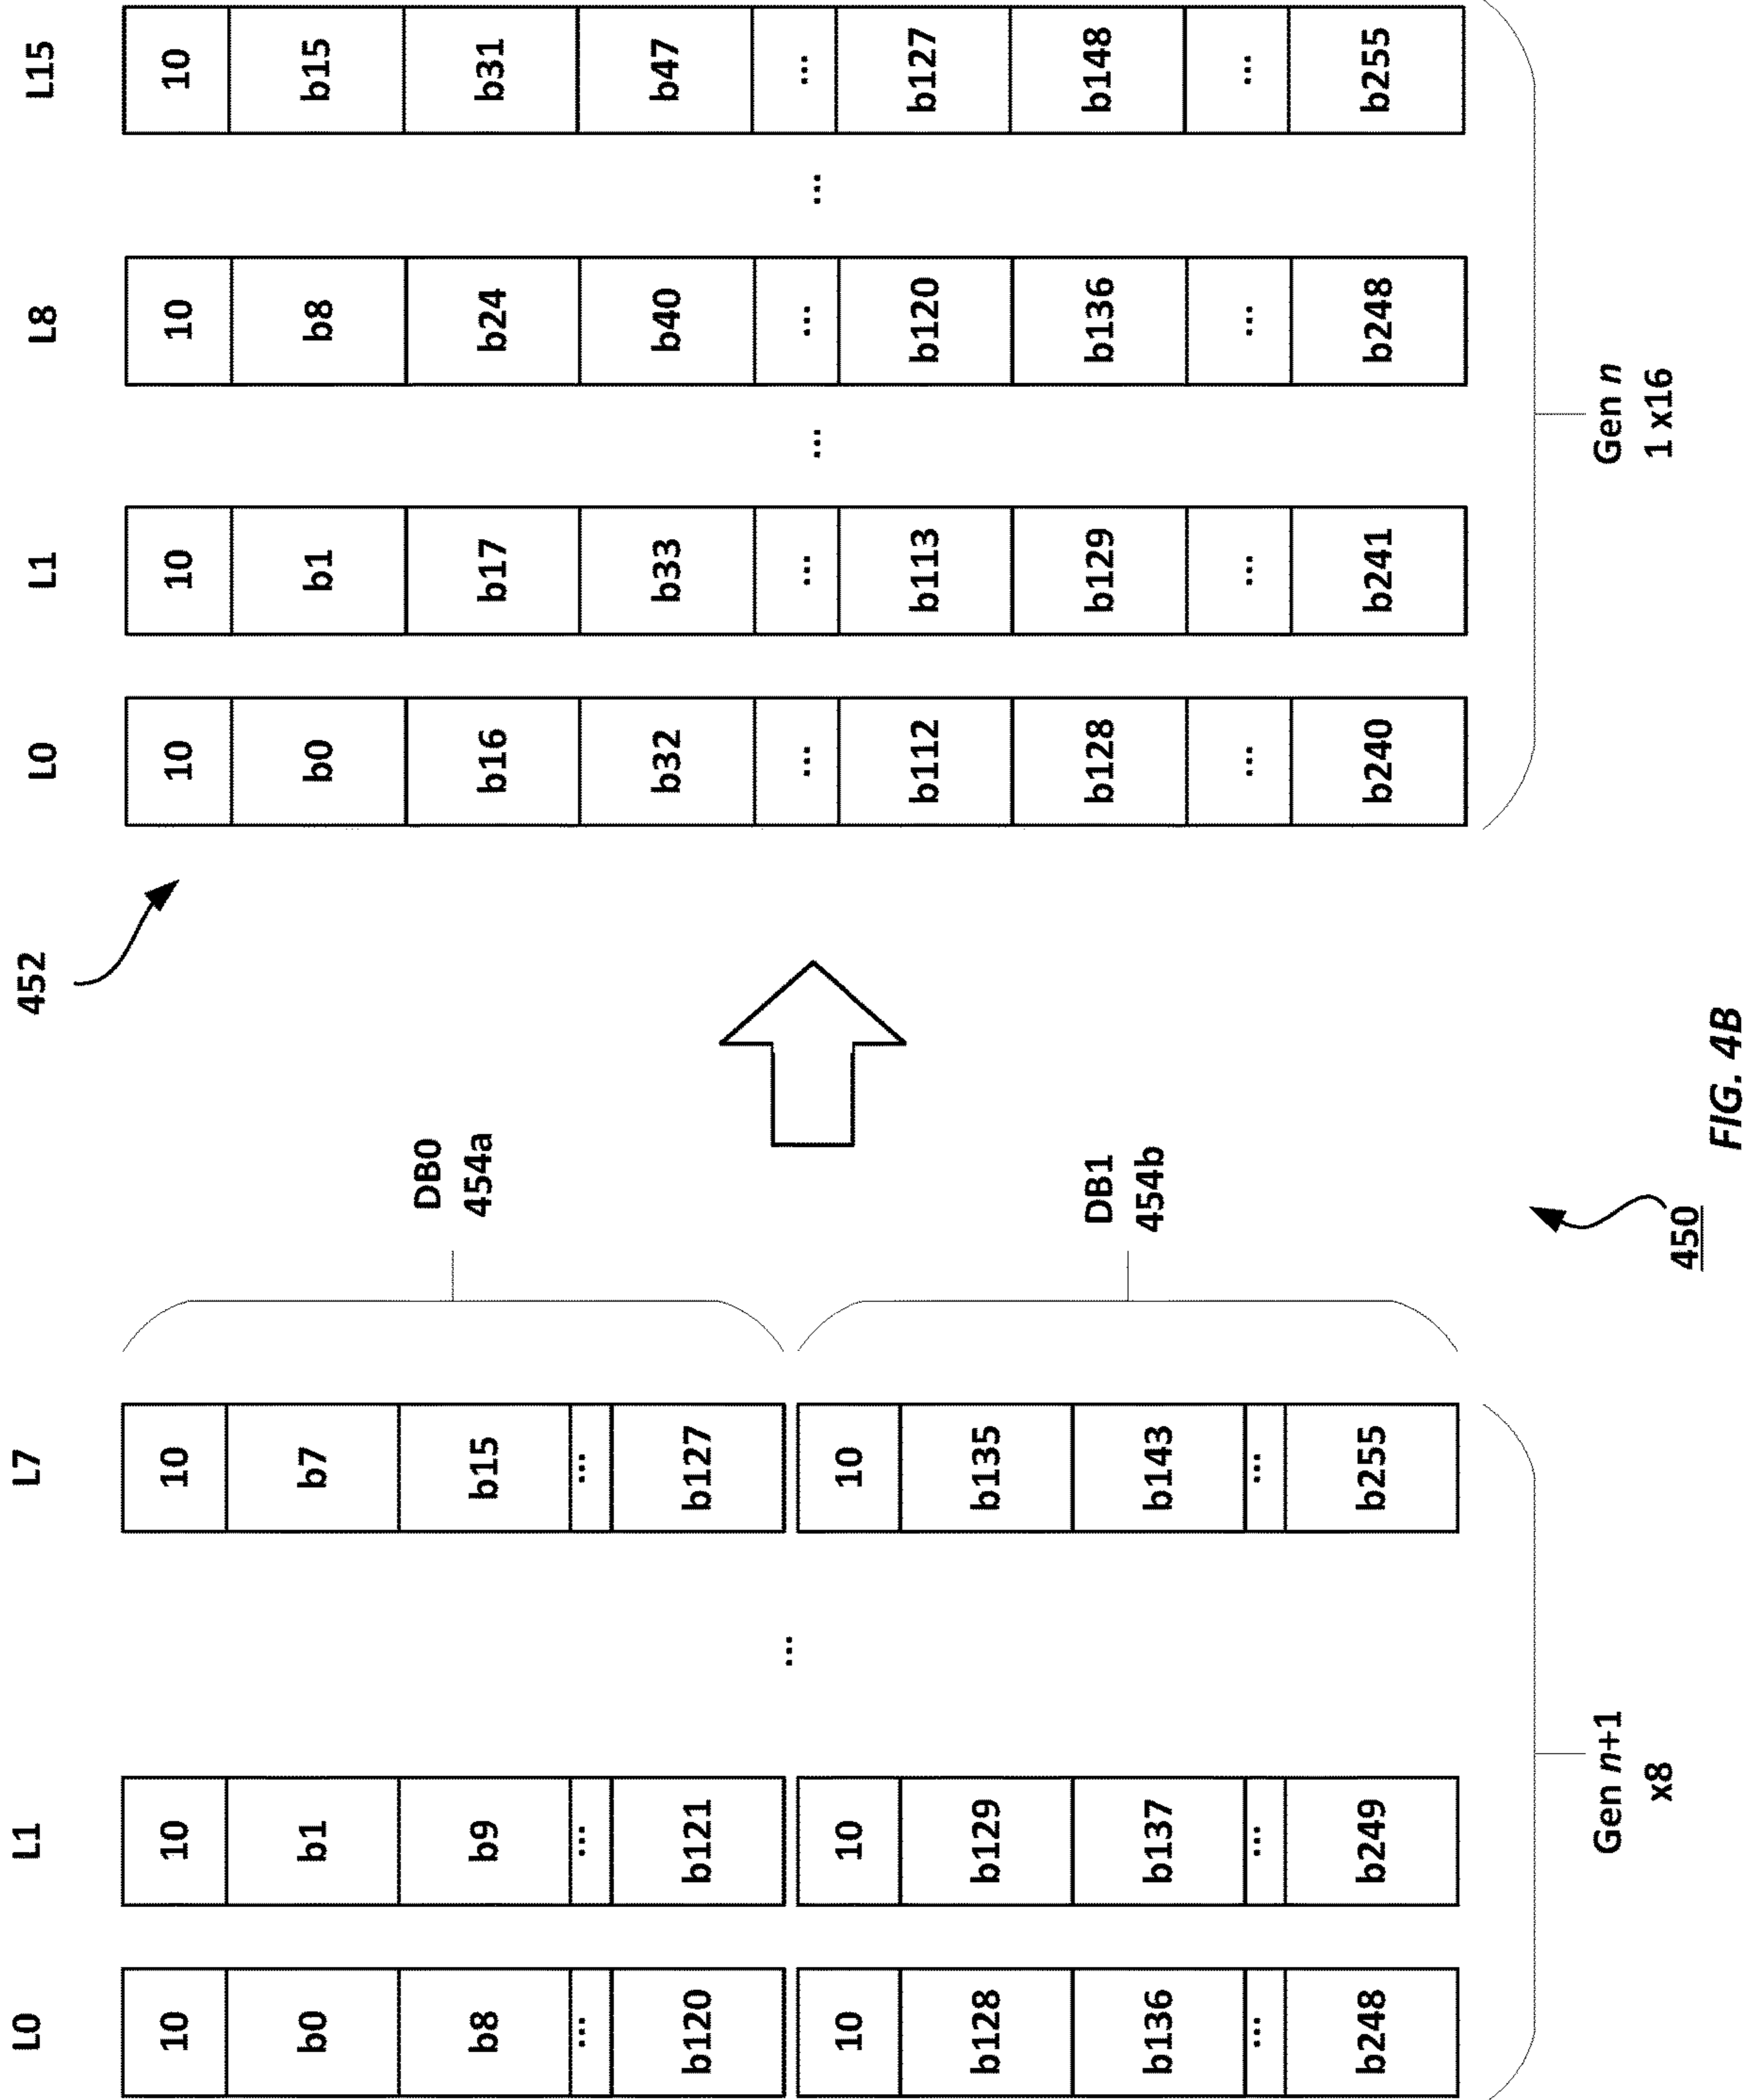 L0 L1 L7
10 10 10
b0 b1 b7
b8 b9 b15
... ... ...
b120 b121 b127
...
10 10 10
b128 b129 b135
b136 b137 b143
... ... ...
b248 b249 b255
DB0
454a
DB1
454b
Gen n+1
x8
452
L0 L1 L8 L15
10 10 10 10
b0 b1 b8 b15
b16 b17 b24 b31
b32 b33 b40 b47
... ... ... ...
... ...
b112 b113 b120 b127
b128 b129 b136 b148
... ... ... ...
b240 b241 b248 b255
Gen n
1 x16
450
FIG. 4B